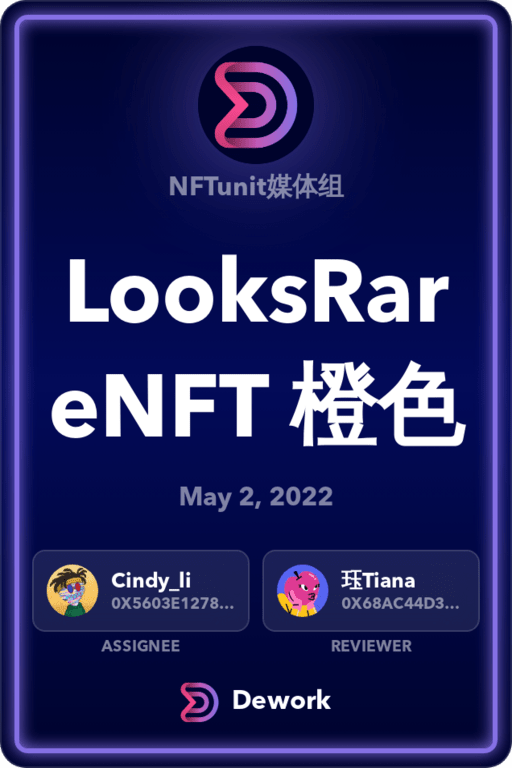 NFTunit媒体组
LooksRar
eNFT 橙色
May 2, 2022
Cindy_li
0X5603E1278...
珏Tiana
0X68AC44D3...
ASSIGNEE
REVIEWER
Dework